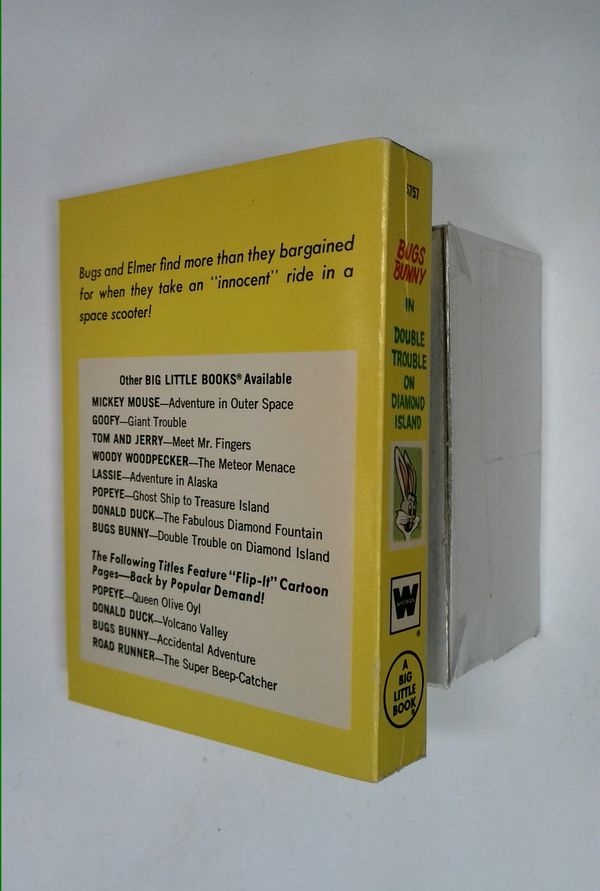 Bugs and Elmer find more than they bargained
for when they take an "innocent" ride in a
space scooter!
Other BIG LITTLE BOOKS® Available
MICKEY MOUSE—Adventure in Outer Space
GOOFY—Giant Trouble
TOM AND JERRY—Meet Mr. Fingers
WOODY WOODPECKER—The Meteor Menace
LASSIE—Adventure in Alaska
POPEYE—Ghost Ship to Treasure Island
DONALD DUCK—The Fabulous Diamond Fountain
BUGS BUNNY—Double Trouble on Diamond Island
The Following Titles Feature "Flip-It" Cartoon
Pages—Back by Popular Demand!
POPEYE—Queen Olive Oyl
DONALD DUCK—Volcano Valley
BUGS BUNNY—Accidental Adventure
ROAD RUNNER—The Super Beep-Catcher
BUGS
BUNNY
IN
DOUBLE
TROUBLE
ON
DIAMOND
ISLAND
W
WHITMAN
®
A
BIG
LITTLE
BOOK®